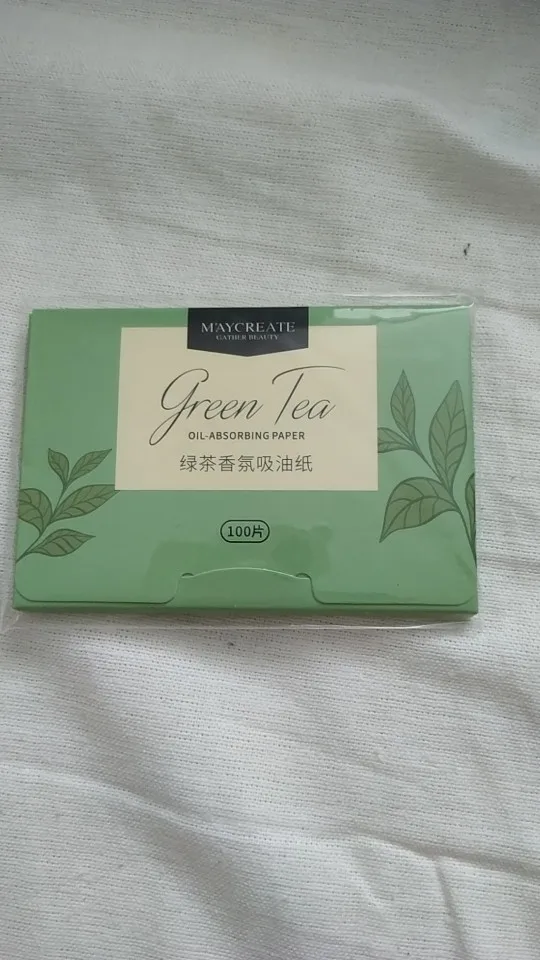 M'AYCREATE
GATHER BEAUTY
Green Tea
OIL-ABSORBING PAPER
绿茶香氛吸油纸
100片